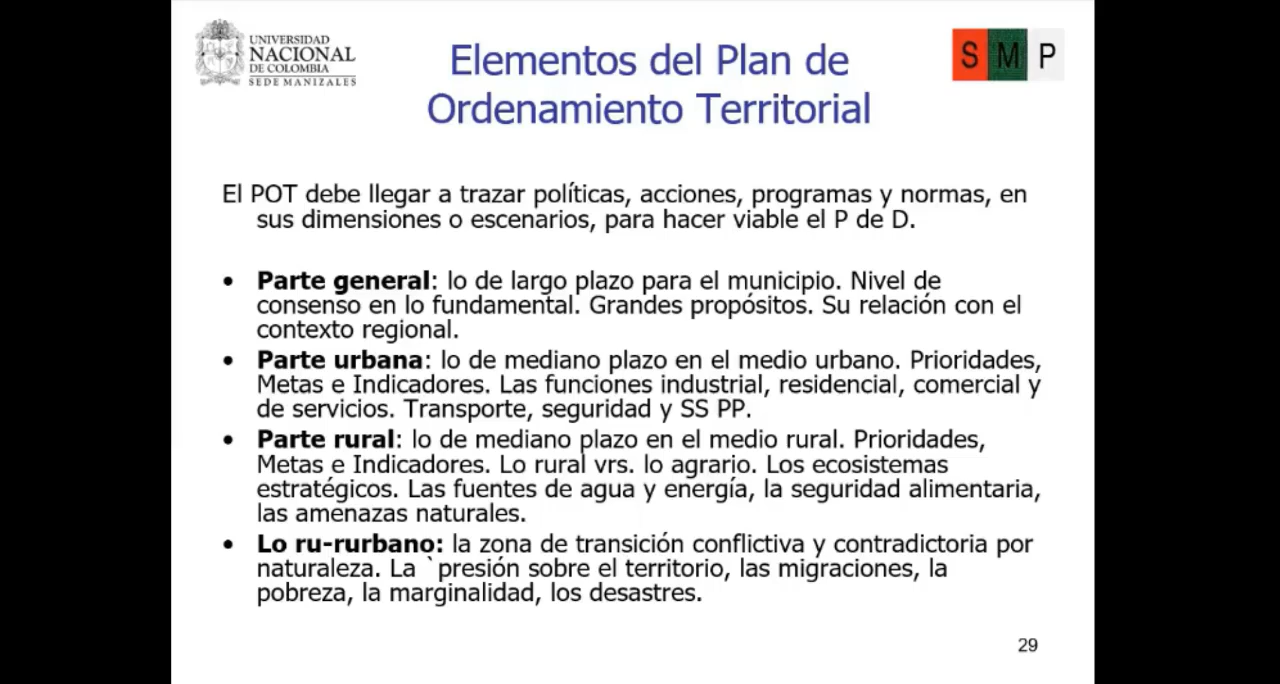 UNIVERSIDAD
NACIONAL
DE COLOMBIA
SEDE MANIZALES
Elementos del Plan de
Ordenamiento Territorial
S M P
El POT debe llegar a trazar políticas, acciones, programas y normas, en
sus dimensiones o escenarios, para hacer viable el P de D.
• Parte general: lo de largo plazo para el municipio. Nivel de
consenso en lo fundamental. Grandes propósitos. Su relación con el
contexto regional.
• Parte urbana: lo de mediano plazo en el medio urbano. Prioridades,
Metas e Indicadores. Las funciones industrial, residencial, comercial y
de servicios. Transporte, seguridad y SS PP.
• Parte rural: lo de mediano plazo en el medio rural. Prioridades,
Metas e Indicadores. Lo rural vrs. lo agrario. Los ecosistemas
estratégicos. Las fuentes de agua y energía, la seguridad alimentaria,
las amenazas naturales.
• Lo ru-rurbano: la zona de transición conflictiva y contradictoria por
naturaleza. La `presión sobre el territorio, las migraciones, la
pobreza, la marginalidad, los desastres.
29